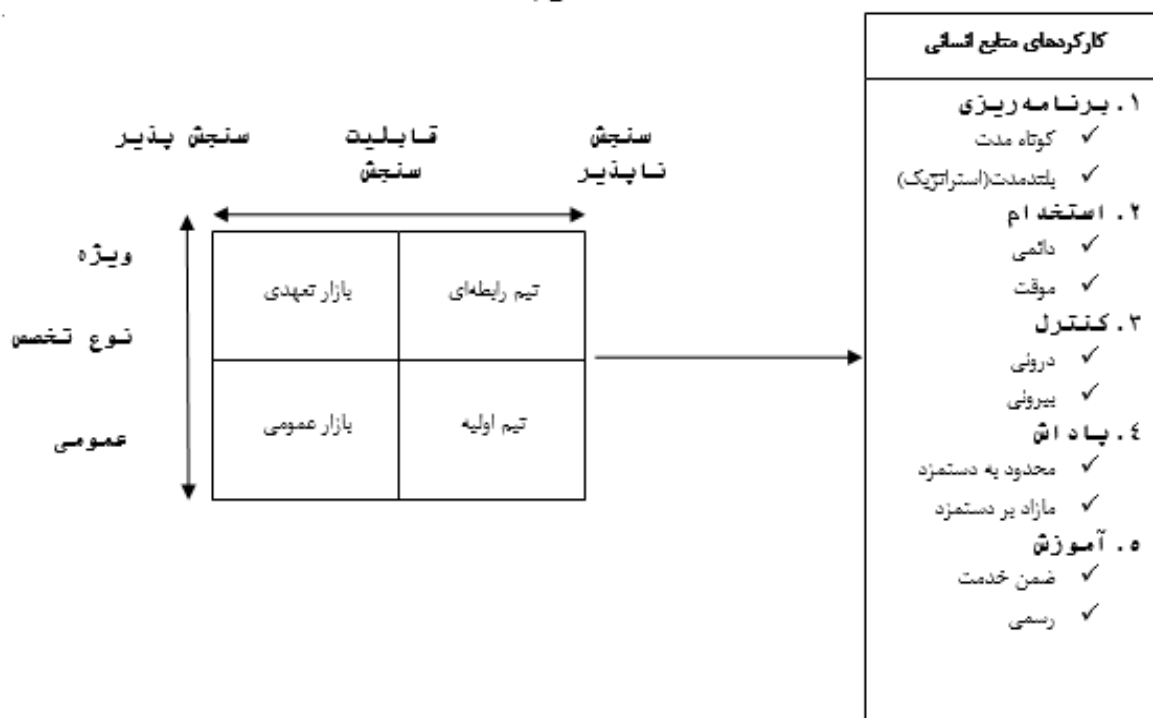 کارکردهای منابع انسانی
۱. برنامه‌ریزی
✓ کوتاه مدت
✓ بلندمدت(استراتژیک)
۲. استخدام
✓ دائمی
✓ موقت
۳. کنترل
✓ درونی
✓ بیرونی
٤. پاداش
✓ محدود به دستمزد
✓ مازاد بر دستمزد
٥. آموزش
✓ ضمن خدمت
✓ رسمی
سنجش
ناپذیر
قابلیت
سنجش
سنجش پذیر
ویژه
نوع تخصص
عمومی
تیم رابطه‌ای
بازار تعهدی
تیم اولیه
بازار عمومی